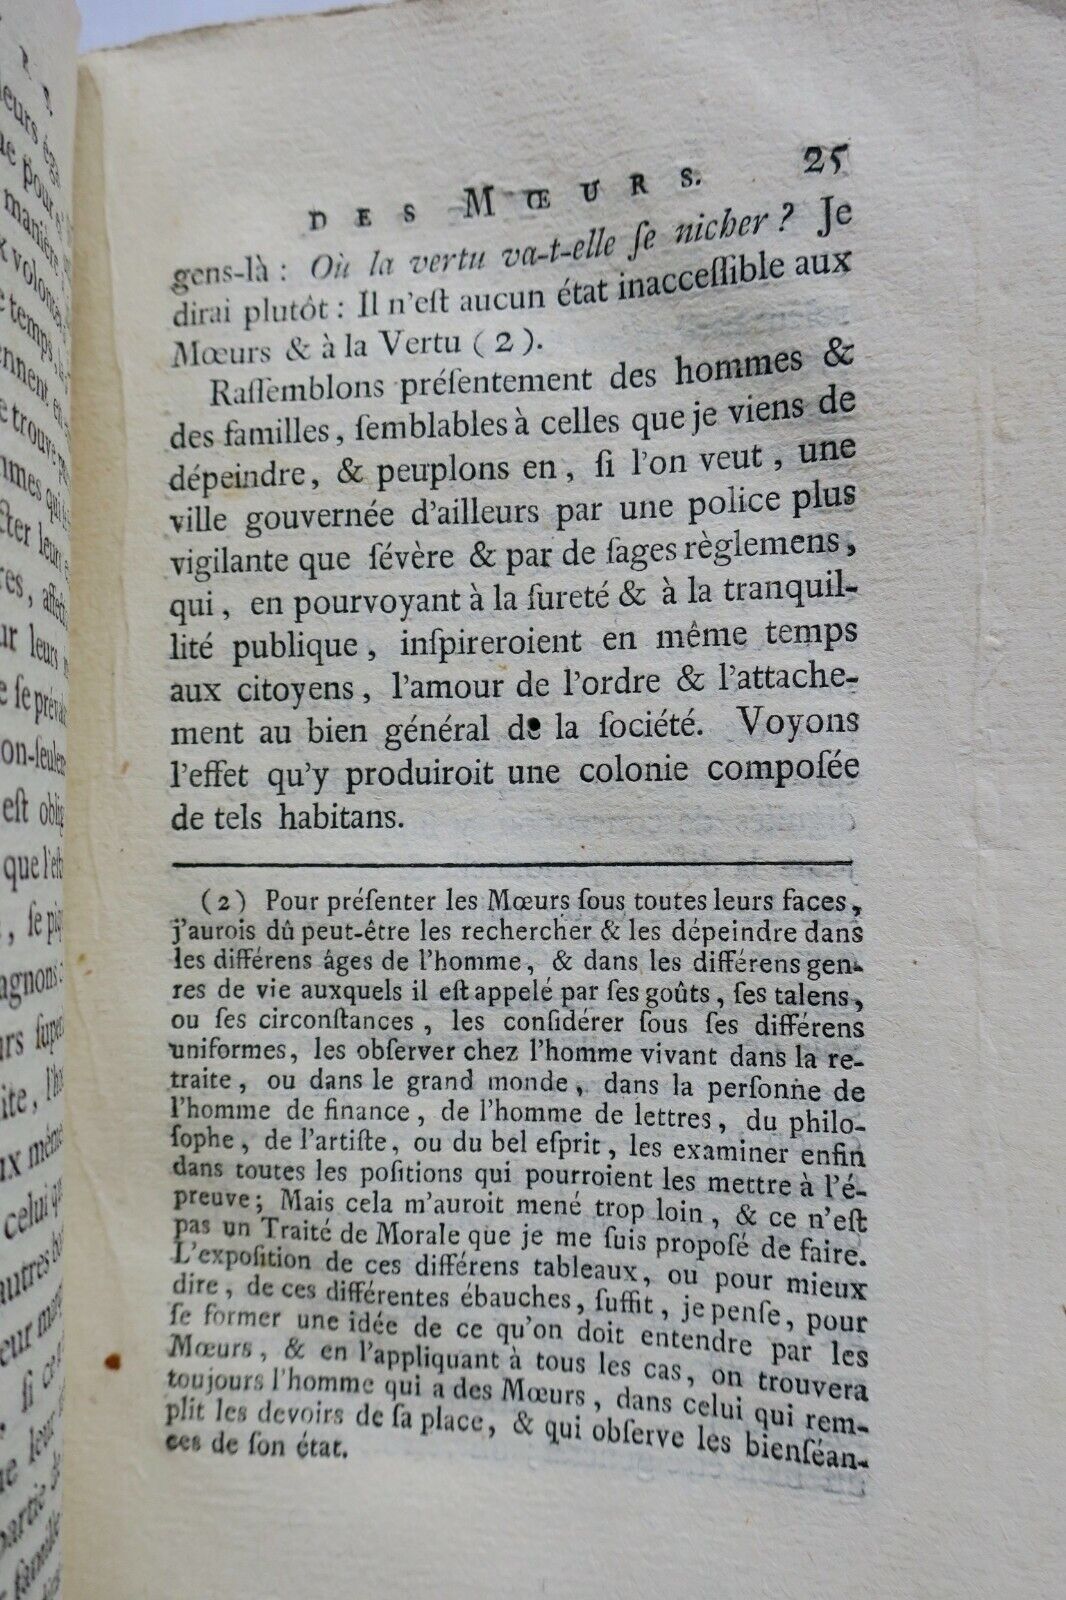 DES MŒURS. 25
gens-là : Où la vertu va-t-elle ſe nicher ? Je
dirai plutôt : Il n'eſt aucun état inacceſſible aux
Mœurs & à la Vertu ( 2 ).
Raſſemblons préſentement des hommes &
des familles, ſemblables à celles que je viens de
dépeindre, & peuplons en, ſi l'on veut, une
ville gouvernée d'ailleurs par une police plus
vigilante que ſévère & par de ſages règlemens,
qui, en pourvoyant à la ſureté & à la tranquil-
lité publique, inſpireroient en même temps
aux citoyens, l'amour de l'ordre & l'attache-
ment au bien général de la ſociété. Voyons
l'effet qu'y produiroit une colonie compoſée
de tels habitans.
(2) Pour préſenter les Mœurs ſous toutes leurs faces,
j'aurois dû peut-être les rechercher & les dépeindre dans
les différens âges de l'homme, & dans les différens gen-
res de vie auxquels il eſt appelé par ſes goûts, ſes talens,
ou ſes circonſtances, les conſidérer ſous ſes différens
uniformes, les obſerver chez l'homme vivant dans la re-
traite, ou dans le grand monde, dans la perſonne de
l'homme de finance, de l'homme de lettres, du philo-
ſophe, de l'artiſte, ou du bel eſprit, les examiner enfin
dans toutes les poſitions qui pourroient les mettre à l'é-
preuve; Mais cela m'auroit mené trop loin, & ce n'eſt
pas un Traité de Morale que je me ſuis propoſé de faire.
L'expoſition de ces différens tableaux, ou pour mieux
dire, de ces différentes ébauches, ſuffit, je penſe, pour
ſe former une idée de ce qu'on doit entendre par les
Mœurs, & en l'appliquant à tous les cas, on trouvera
toujours l'homme qui a des Mœurs, dans celui qui rem-
plit les devoirs de ſa place, & qui obſerve les bienſéan-
ces de ſon état.